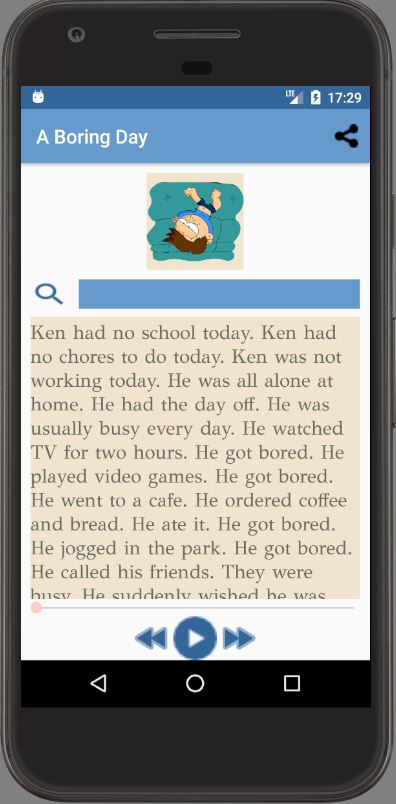 LTE 17:29
A Boring Day
Ken had no school today. Ken had
no chores to do today. Ken was not
working today. He was all alone at
home. He had the day off. He was
usually busy every day. He watched
TV for two hours. He got bored. He
played video games. He got bored.
He went to a cafe. He ordered coffee
and bread. He ate it. He got bored.
He jogged in the park. He got bored.
He called his friends. They were
busy. He suddenly wished he was